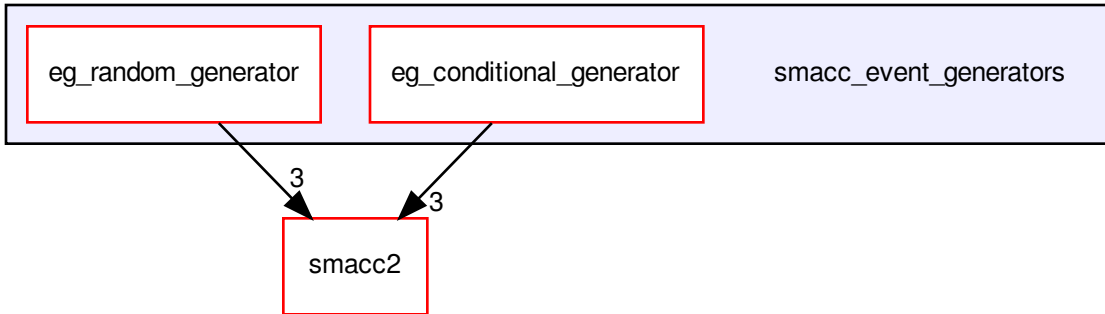 eg_random_generator
eg_conditional_generator
smacc_event_generators
3
3
smacc2